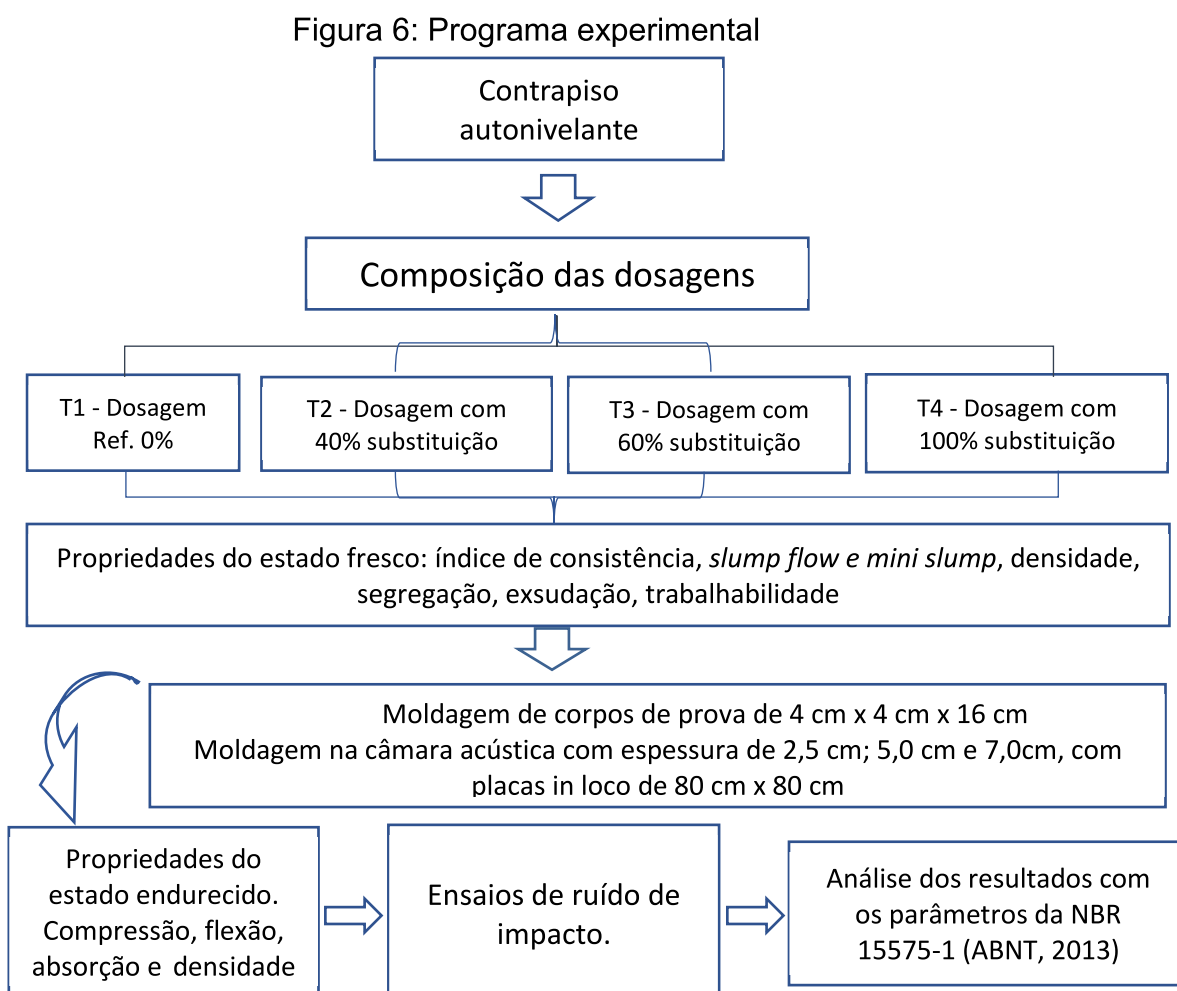 Figura 6: Programa experimental
Contrapiso
autonivelante
Composição das dosagens
T1 - Dosagem
Ref. 0%
T2 - Dosagem com
40% substituição
T3 - Dosagem com
60% substituição
T4 - Dosagem com
100% substituição
Propriedades do estado fresco: índice de consistência, slump flow e mini slump, densidade,
segregação, exsudação, trabalhabilidade
Moldagem de corpos de prova de 4 cm x 4 cm x 16 cm
Moldagem na câmara acústica com espessura de 2,5 cm; 5,0 cm e 7,0cm, com
placas in loco de 80 cm x 80 cm
Propriedades do
estado endurecido.
Compressão, flexão,
absorção e densidade
Ensaios de ruído de
impacto.
Análise dos resultados com
os parâmetros da NBR
15575-1 (ABNT, 2013)